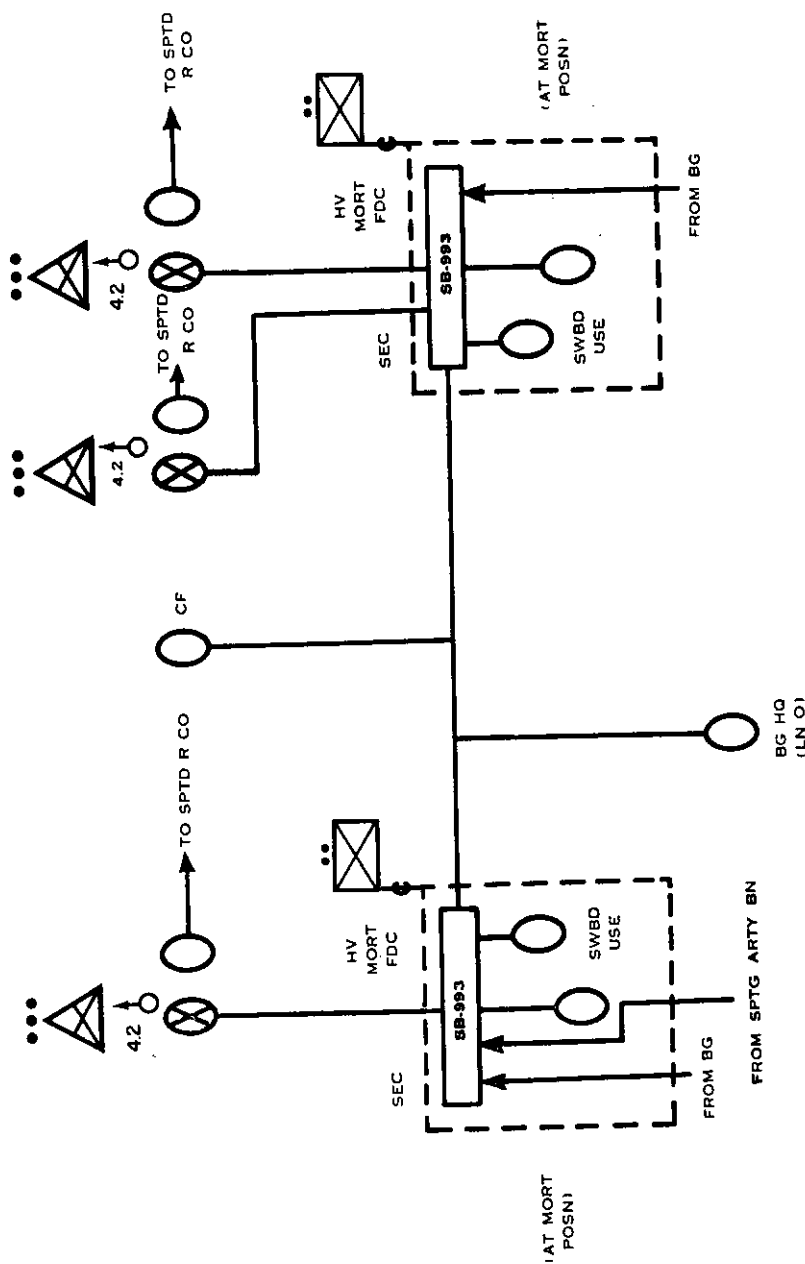 4.2
TO SPTD R CO
HV
MORT
FDC
SEC
SB-993
SWBD
USE
(AT MORT
POSN)
FROM BG
FROM SPTG ARTY BN
CF
BG HQ
(LN O)
4.2
TO SPTD
R CO
4.2
TO SPTD
R CO
HV
MORT
FDC
SEC
SB-993
SWBD
USE
(AT MORT
POSN)
FROM BG